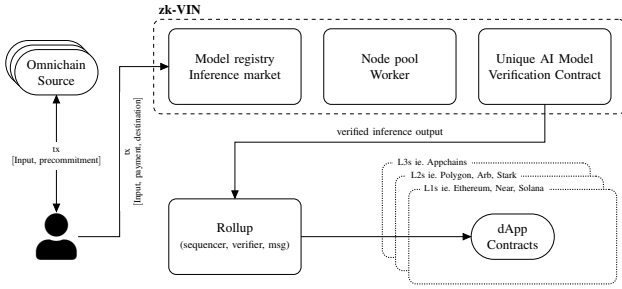 zk-VIN
Omnichain
Source
Model registry
Inference market
Node pool
Worker
Unique AI Model
Verification Contract
tx
[Input, precommitment]
tx
[Input, payment, destination]
verified inference output
L3s ie. Appchains
L2s ie. Polygon, Arb, Stark
L1s ie. Ethereum, Near, Solana
Rollup
(sequencer, verifier, msg)
dApp
Contracts